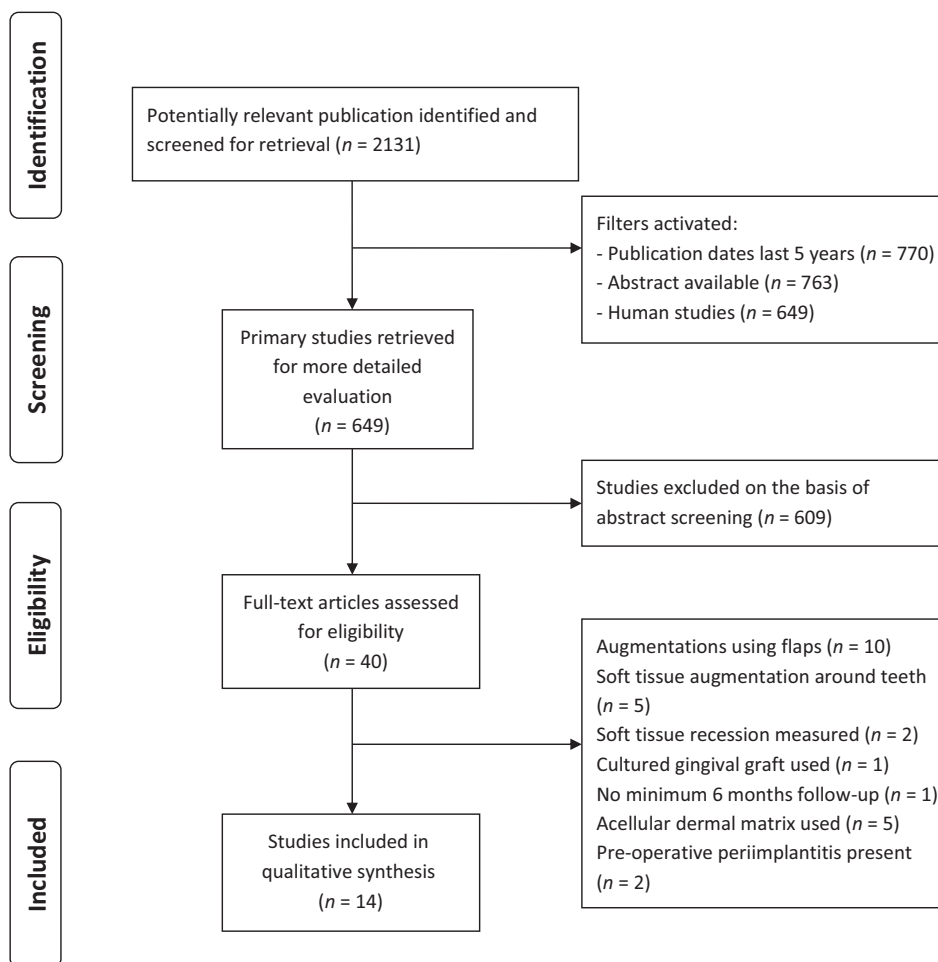 Identification
Potentially relevant publication identified and
screened for retrieval (n = 2131)
Filters activated:
- Publication dates last 5 years (n = 770)
- Abstract available (n = 763)
- Human studies (n = 649)
Screening
Primary studies retrieved
for more detailed
evaluation
(n = 649)
Studies excluded on the basis of
abstract screening (n = 609)
Eligibility
Full-text articles assessed
for eligibility
(n = 40)
Augmentations using flaps (n = 10)
Soft tissue augmentation around teeth
(n = 5)
Soft tissue recession measured (n = 2)
Cultured gingival graft used (n = 1)
No minimum 6 months follow-up (n = 1)
Acellular dermal matrix used (n = 5)
Pre-operative periimplantitis present
(n = 2)
Included
Studies included in
qualitative synthesis
(n = 14)